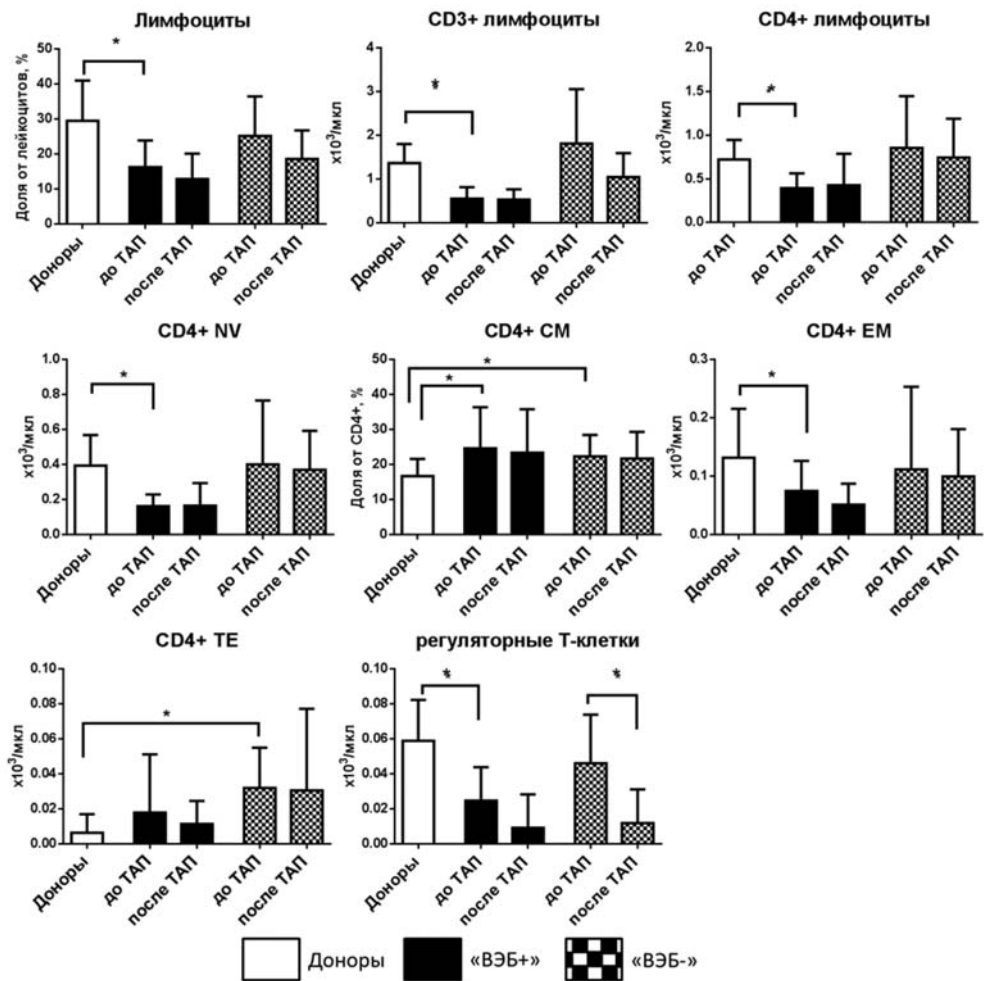 Лимфоциты
CD3+ лимфоциты
CD4+ лимфоциты
Доля от лейкоцитов, %
50
40
30
20
10
0
*
Доноры
до ТАП
после ТАП
до ТАП
после ТАП
x10³/мкл
4
3
2
1
0
*
Доноры
до ТАП
после ТАП
до ТАП
после ТАП
x10³/мкл
2.0
1.5
1.0
0.5
0.0
*
до ТАП
до ТАП
после ТАП
до ТАП
после ТАП
CD4+ NV
CD4+ CM
CD4+ EM
x10³/мкл
1.0
0.8
0.6
0.4
0.2
0.0
*
Доноры
до ТАП
после ТАП
до ТАП
после ТАП
Доля от CD4+, %
50
40
30
20
10
0
*
*
Доноры
до ТАП
после ТАП
до ТАП
после ТАП
x10³/мкл
0.3
0.2
0.1
0.0
*
Доноры
до ТАП
после ТАП
до ТАП
после ТАП
CD4+ TE
регуляторные Т-клетки
x10³/мкл
0.10
0.08
0.06
0.04
0.02
0.00
*
Доноры
до ТАП
после ТАП
до ТАП
после ТАП
x10³/мкл
0.10
0.08
0.06
0.04
0.02
0.00
*
*
Доноры
до ТАП
после ТАП
до ТАП
после ТАП
Доноры «ВЭБ+» «ВЭБ-»